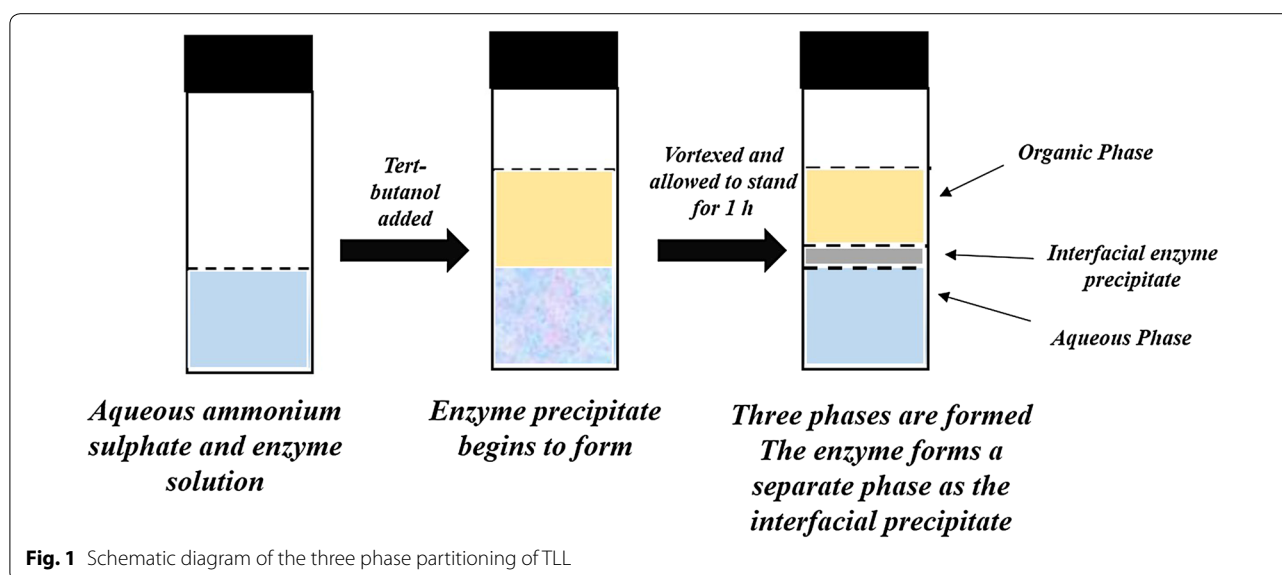 Tert-
butanol
added
Vortexed and
allowed to stand
for 1 h
Organic Phase
Interfacial enzyme
precipitate
Aqueous Phase
Aqueous ammonium
sulphate and enzyme
solution
Enzyme precipitate
begins to form
Three phases are formed
The enzyme forms a
separate phase as the
interfacial precipitate
Fig. 1 Schematic diagram of the three phase partitioning of TLL